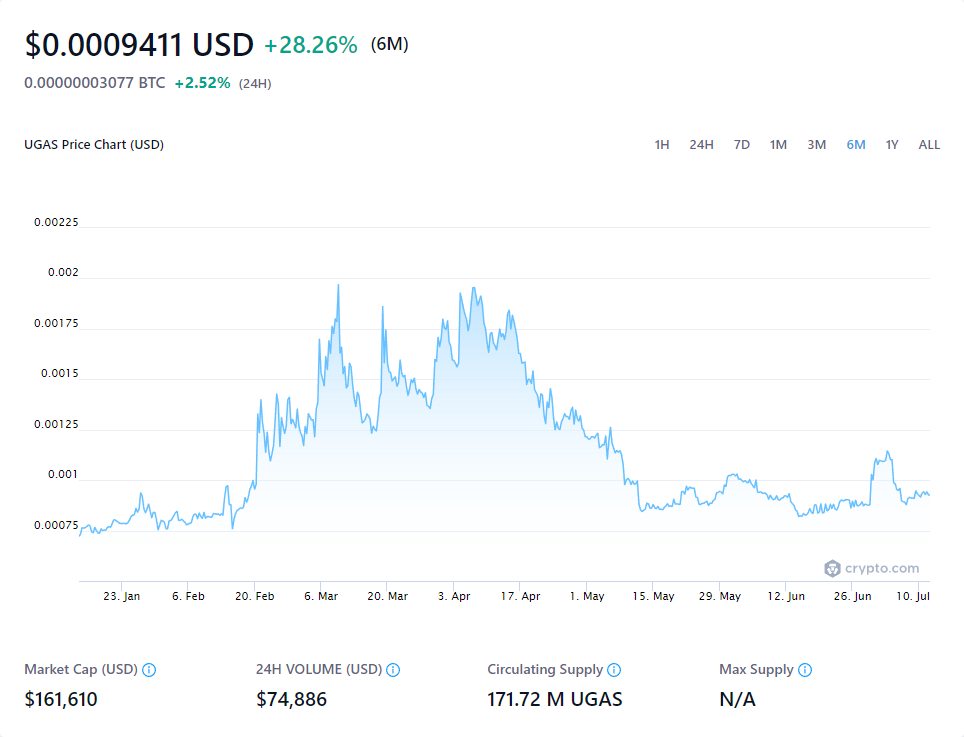 $0.0009411 USD +28.26% (6M)
0.00000003077 BTC +2.52% (24H)
UGAS Price Chart (USD) 1H 24H 7D 1M 3M 6M 1Y ALL
0.00225
0.002
0.00175
0.0015
0.00125
0.001
0.00075
crypto.com
23. Jan 6. Feb 20. Feb 6. Mar 20. Mar 3. Apr 17. Apr 1. May 15. May 29. May 12. Jun 26. Jun 10. Jul
Market Cap (USD) 24H VOLUME (USD) Circulating Supply Max Supply
$161,610 $74,886 171.72 M UGAS N/A